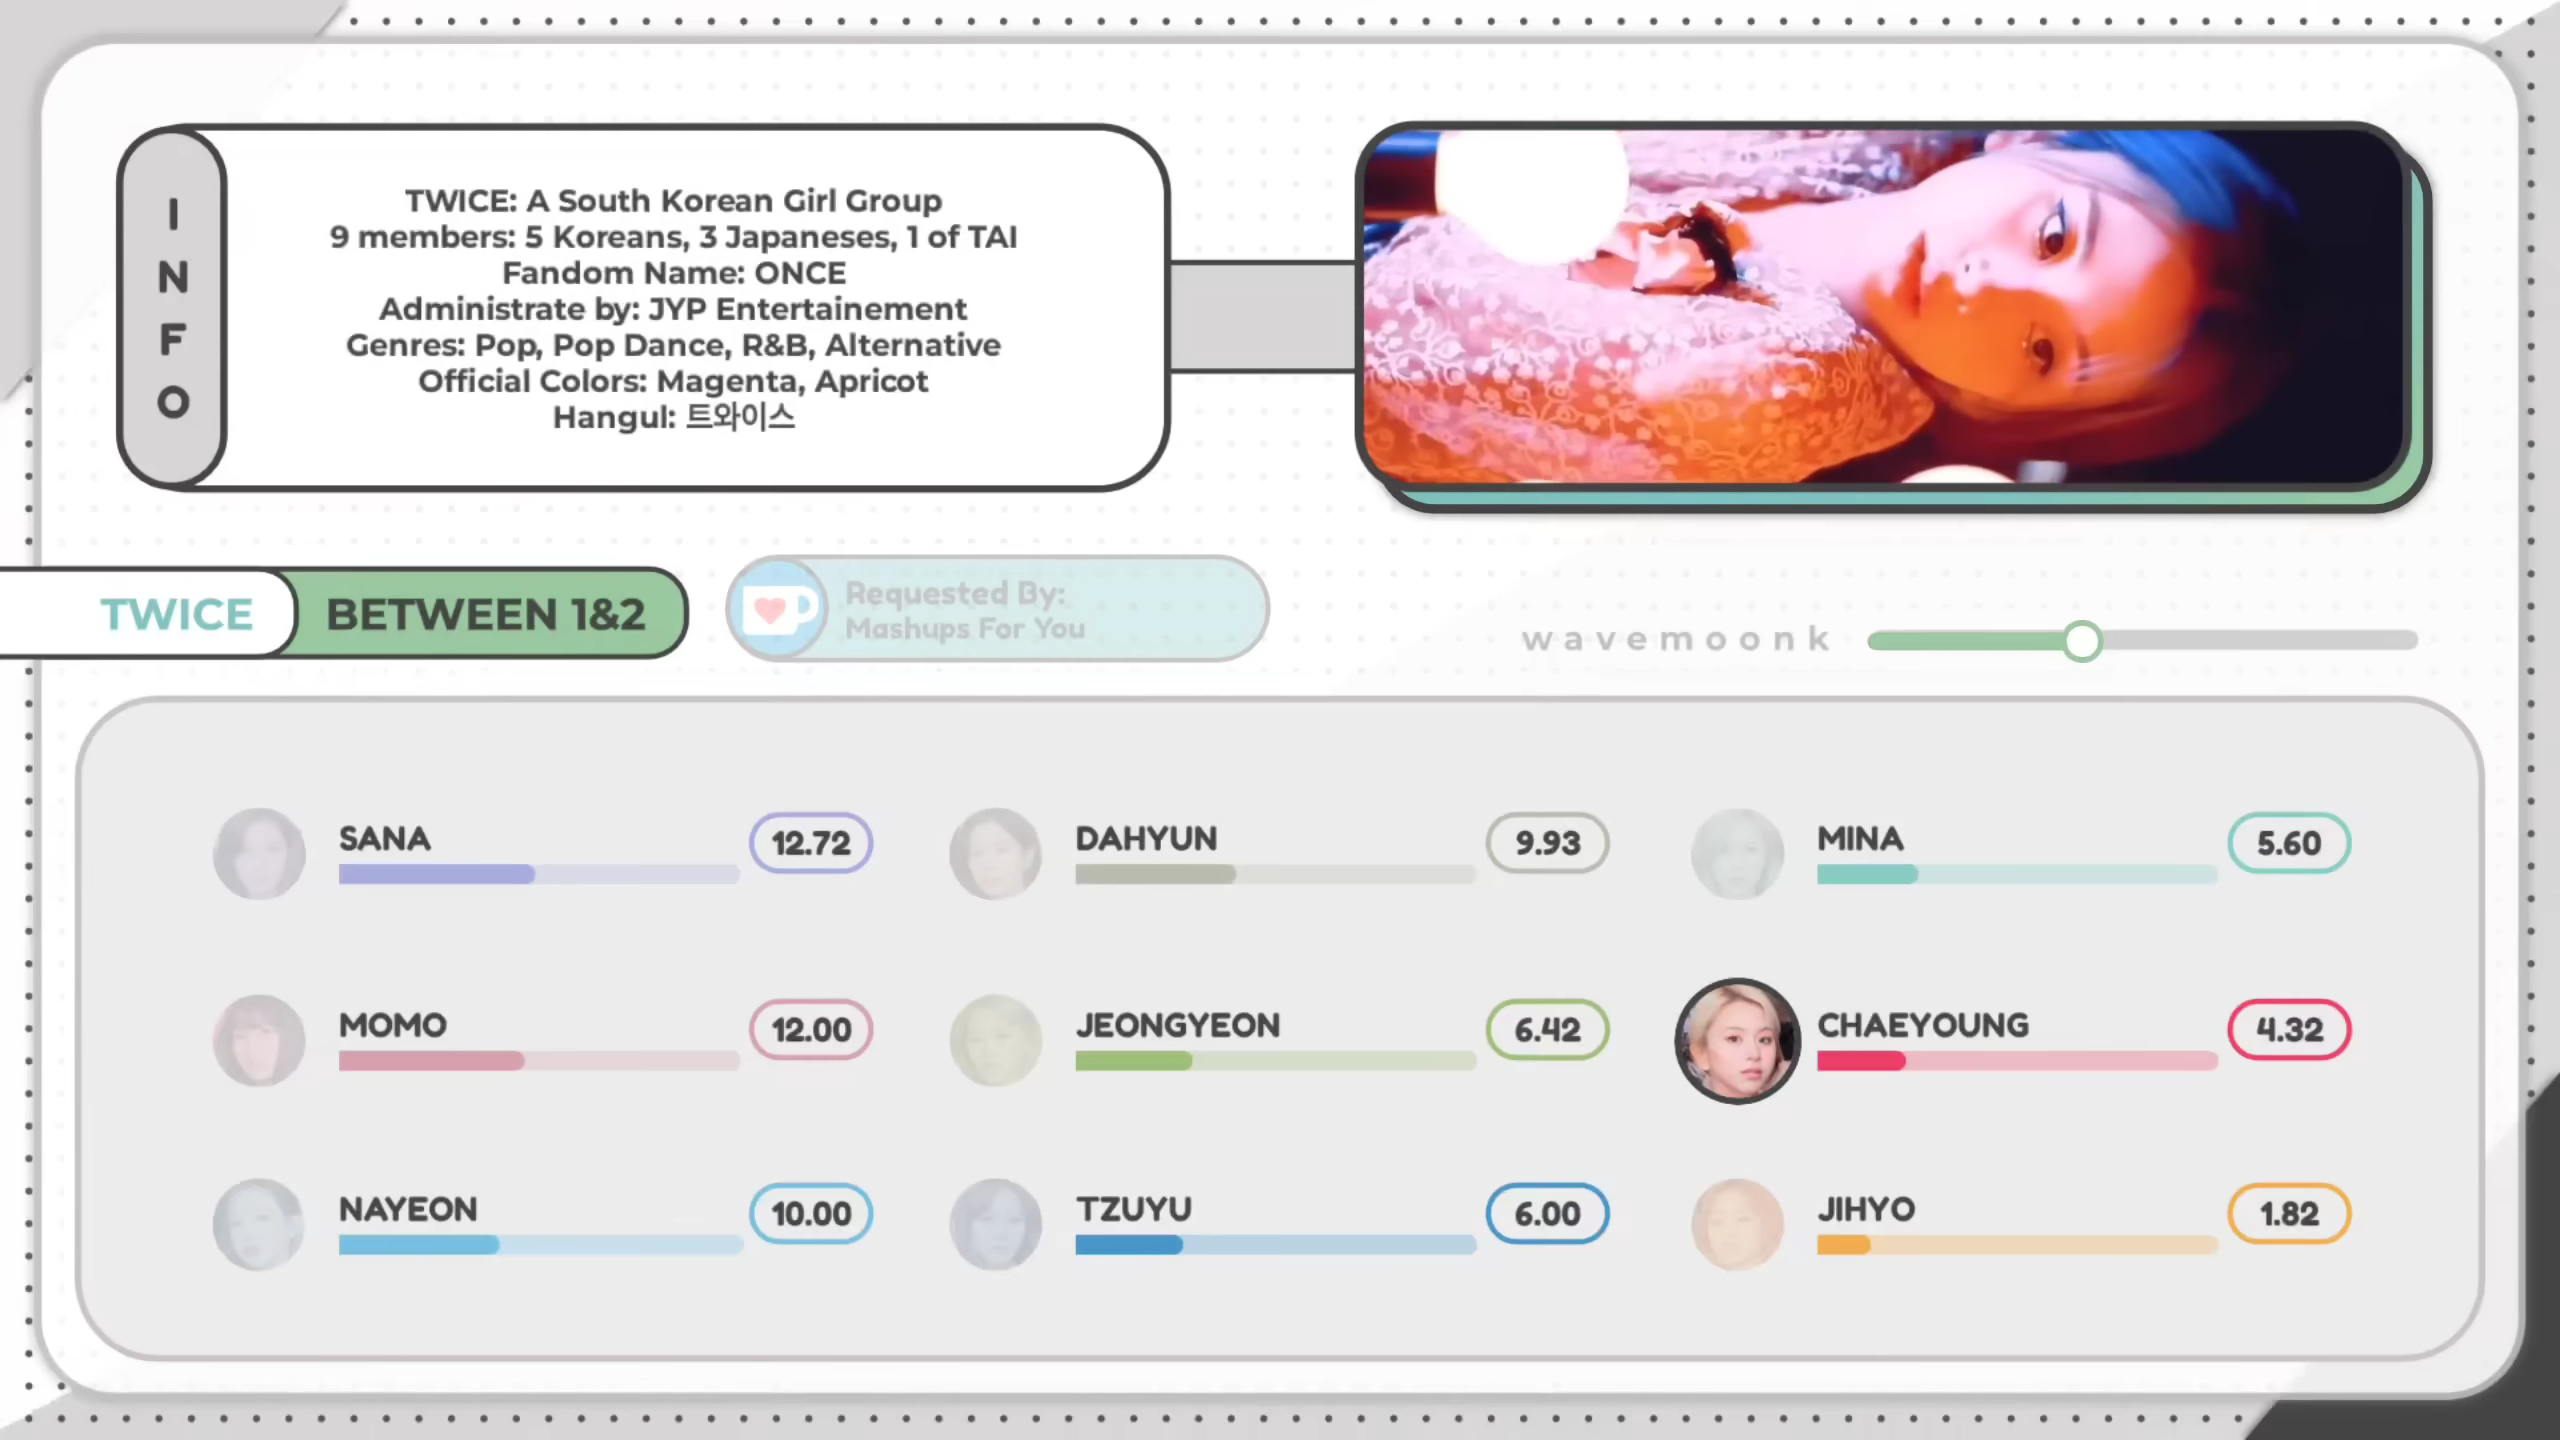 INFO
TWICE: A South Korean Girl Group
9 members: 5 Koreans, 3 Japaneses, 1 of TAI
Fandom Name: ONCE
Administrate by: JYP Entertainement
Genres: Pop, Pop Dance, R&B, Alternative
Official Colors: Magenta, Apricot
Hangul: 트와이스
TWICE BETWEEN 1&2
Requested By:
Mashups For You
wavemoonk
SANA 12.72
DAHYUN 9.93
MINA 5.60
MOMO 12.00
JEONGYEON 6.42
CHAEYOUNG 4.32
NAYEON 10.00
TZUYU 6.00
JIHYO 1.82